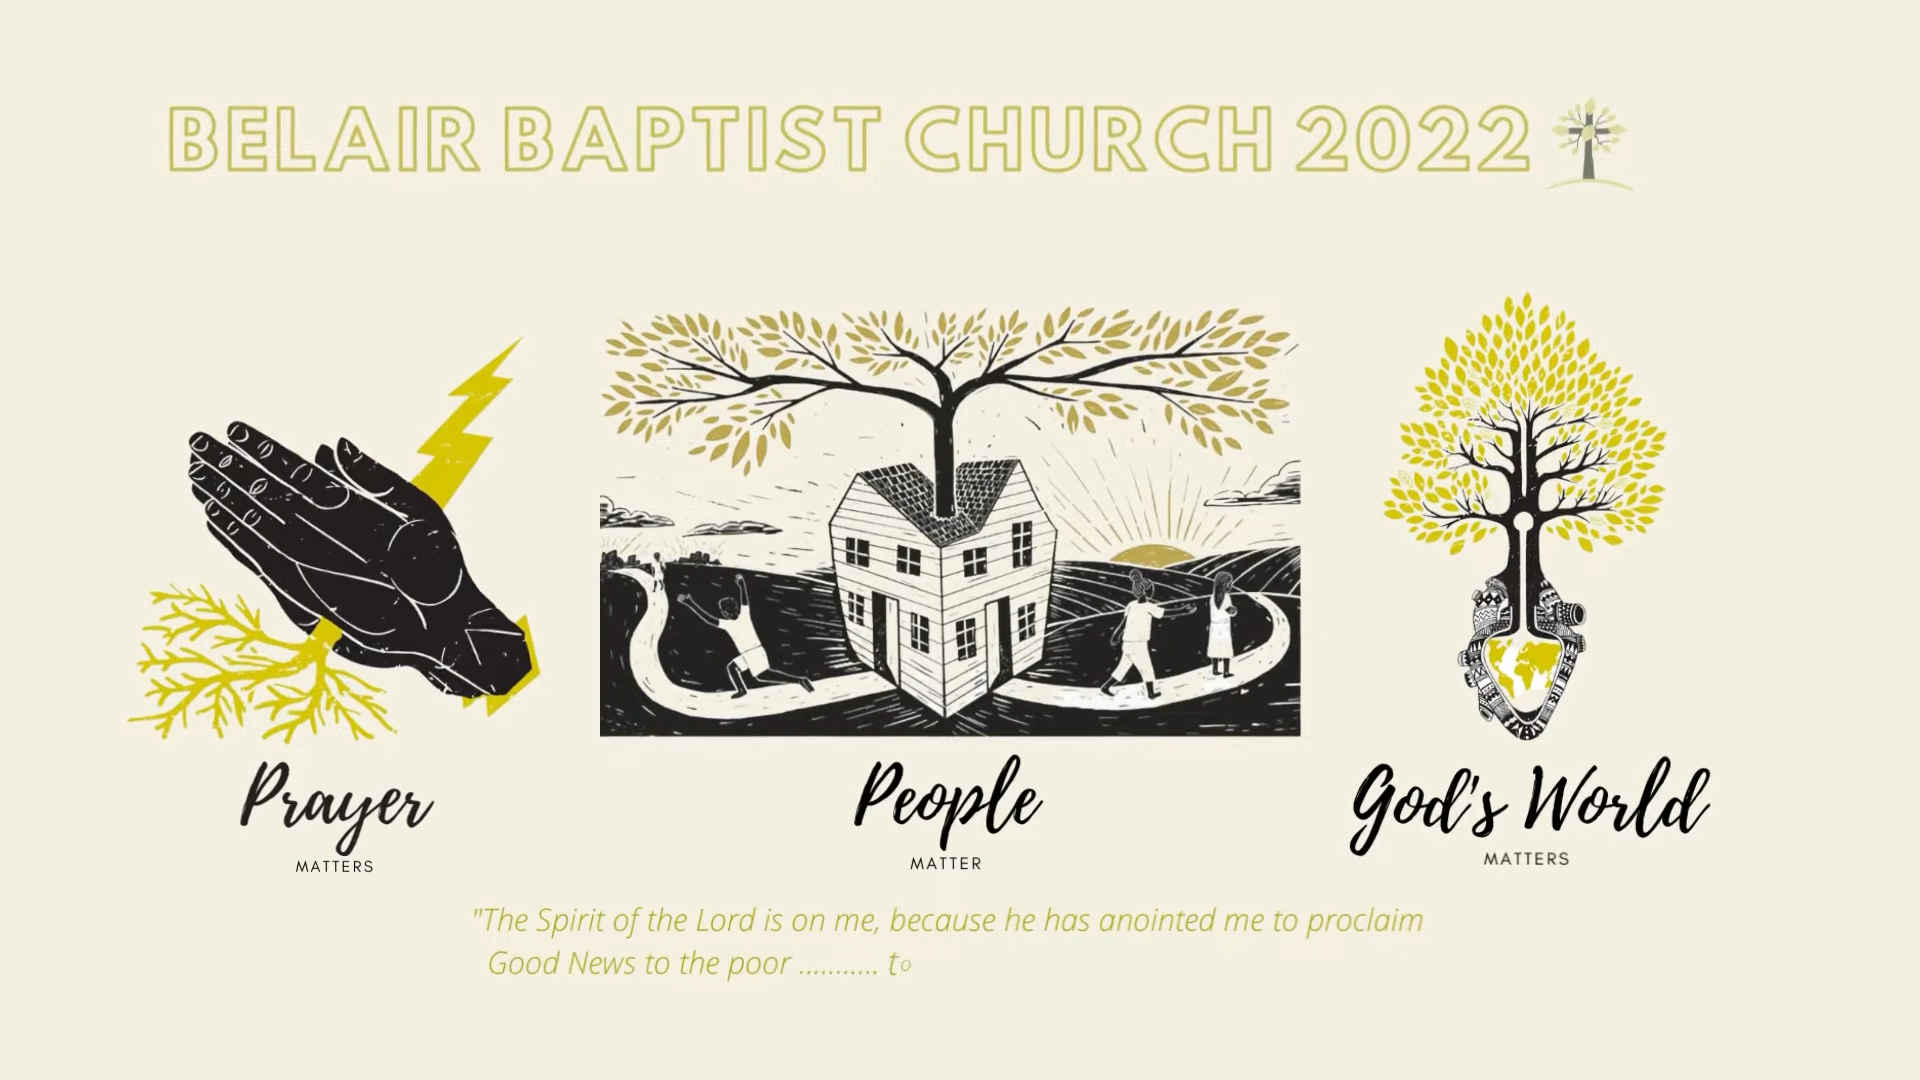 BELAIR BAPTIST CHURCH 2022
Prayer
MATTERS
People
MATTER
God's World
MATTERS
"The Spirit of the Lord is on me, because he has anointed me to proclaim
Good News to the poor ........... to